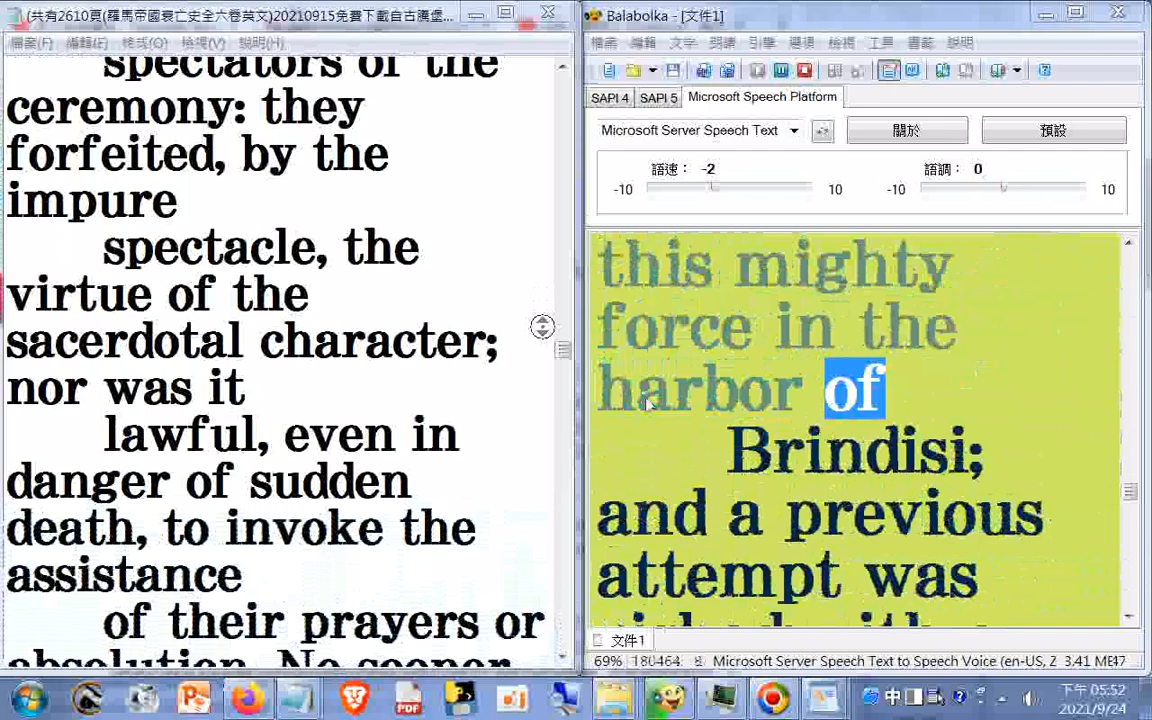 (共有2610頁(羅馬帝國衰亡史全六卷英文)20210915免費下載自古騰堡...
檔案(F) 編輯(E) 格式(O) 檢視(V) 說明(H)
spectators of the
ceremony: they
forfeited, by the
impure
spectacle, the
virtue of the
sacerdotal character;
nor was it
lawful, even in
danger of sudden
death, to invoke the
assistance
of their prayers or
absolution. No sooner
Balabolka - [文件1]
檔案 編輯 文字 朗讀 引擎 選項 檢視 工具 書籤 說明
SAPI 4 SAPI 5 Microsoft Speech Platform
Microsoft Server Speech Text 關於 預設
語速： -2 語調： 0
-10 10 -10 10
this mighty
force in the
harbor of
Brindisi;
and a previous
attempt was
文件1
69% 180464 Microsoft Server Speech Text to Speech Voice (en-US, Z 3.41 ME47
PDF
中
下午 05:52
2021/9/24